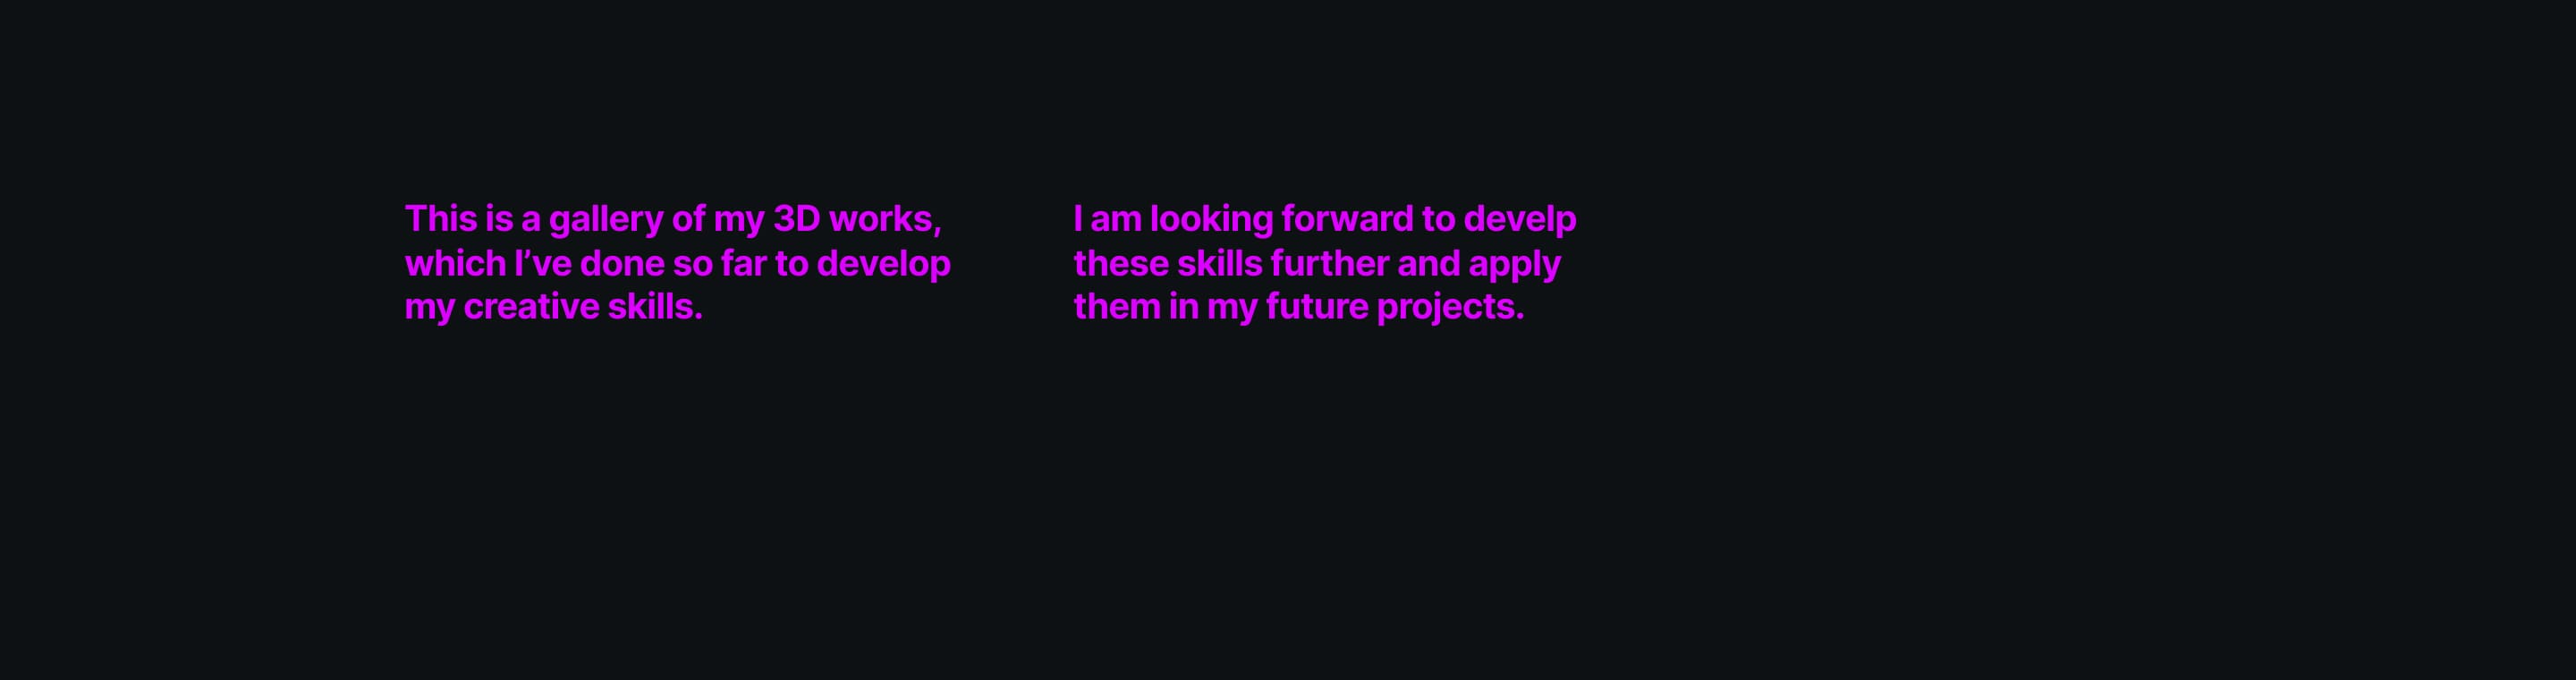 This is a gallery of my 3D works,
which I’ve done so far to develop
my creative skills.
I am looking forward to develp
these skills further and apply
them in my future projects.